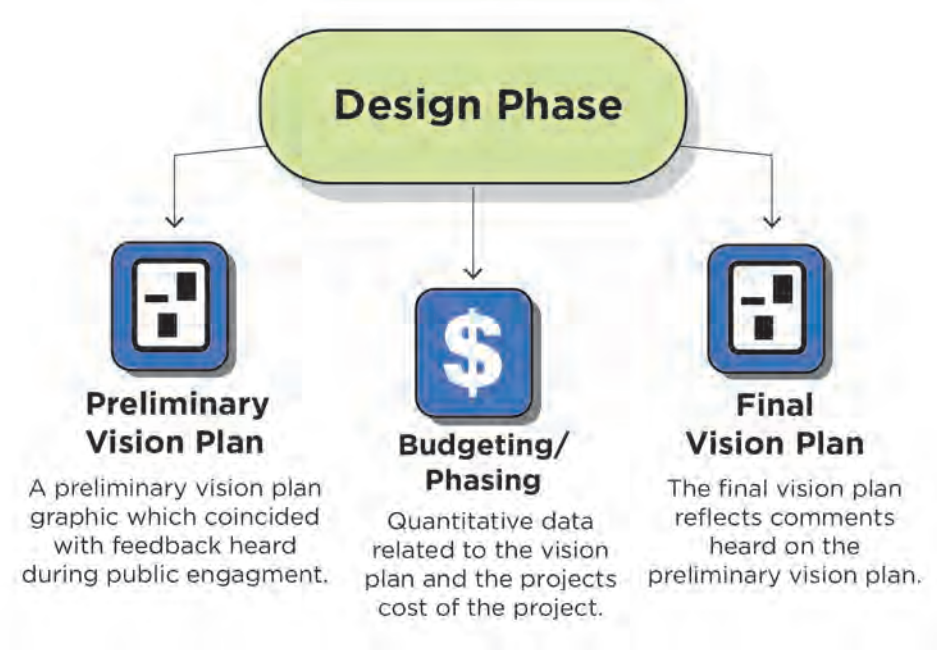 Design Phase
Preliminary
Vision Plan
A preliminary vision plan
graphic which coincided
with feedback heard
during public engagment.
$
Budgeting/
Phasing
Quantitative data
related to the vision
plan and the projects
cost of the project.
Final
Vision Plan
The final vision plan
reflects comments
heard on the
preliminary vision plan.